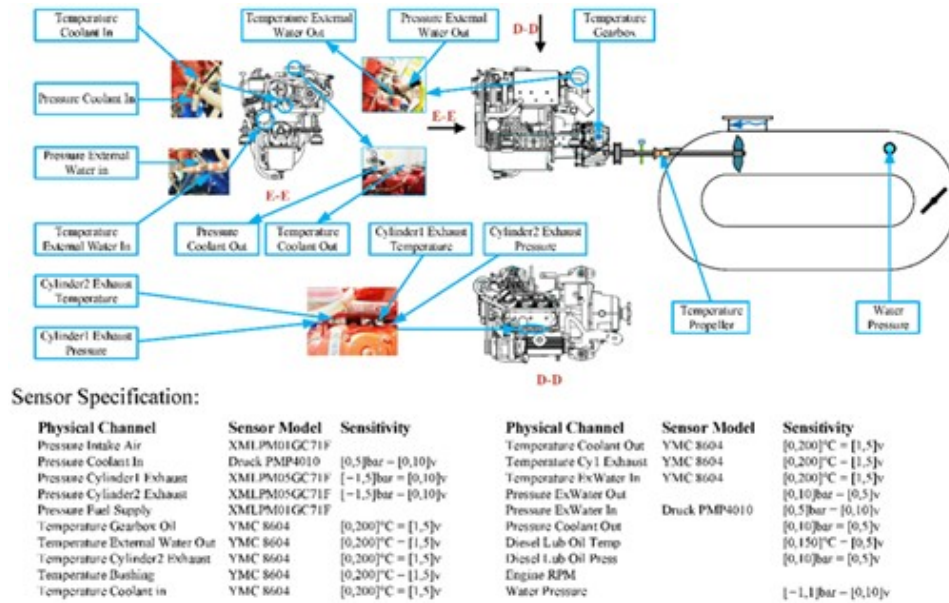 Temperature
Coolant In
Temperature External
Water Out
Pressure External
Water Out
D-D
Temperature
Gearbox
Pressure Coolant In
E-E
Pressure External
Water in
E-E
Temperature
External Water In
Pressure
Coolant Out
Temperature
Coolant Out
Cylinder1 Exhaust
Temperature
Cylinder2 Exhaust
Pressure
Cylinder2 Exhaust
Temperature
Cylinder1 Exhaust
Pressure
Temperature
Propeller
Water
Pressure
D-D
Sensor Specification:
Physical Channel Sensor Model Sensitivity
Pressure Intake Air XMLPM01GC71F
Pressure Coolant In Druck PMP4010 [0,5]bar = [0,10]v
Pressure Cylinder1 Exhaust XMLPM05GC71F [-1,5]bar = [0,10]v
Pressure Cylinder2 Exhaust XMLPM05GC71F [-1,5]bar = [0,10]v
Pressure Fuel Supply XMLPM01GC71F
Temperature Gearbox Oil YMC 8604 [0,200]°C = [1,5]v
Temperature External Water Out YMC 8604 [0,200]°C = [1,5]v
Temperature Cylinder2 Exhaust YMC 8604 [0,200]°C = [1,5]v
Temperature Bushing YMC 8604 [0,200]°C = [1,5]v
Temperature Coolant in YMC 8604 [0,200]°C = [1,5]v
Physical Channel Sensor Model Sensitivity
Temperature Coolant Out YMC 8604 [0,200]°C = [1,5]v
Temperature Cy1 Exhaust YMC 8604 [0,200]°C = [1,5]v
Temperature ExWater In YMC 8604 [0,200]°C = [1,5]v
Pressure ExWater Out [0,10]bar = [0,5]v
Pressure ExWater In Druck PMP4010 [0,5]bar = [0,10]v
Pressure Coolant Out [0,10]bar = [0,5]v
Diesel Lub Oil Temp [0,150]°C = [0,5]v
Diesel Lub Oil Press [0,10]bar = [0,5]v
Engine RPM
Water Pressure [-1,1]bar = [0,10]v